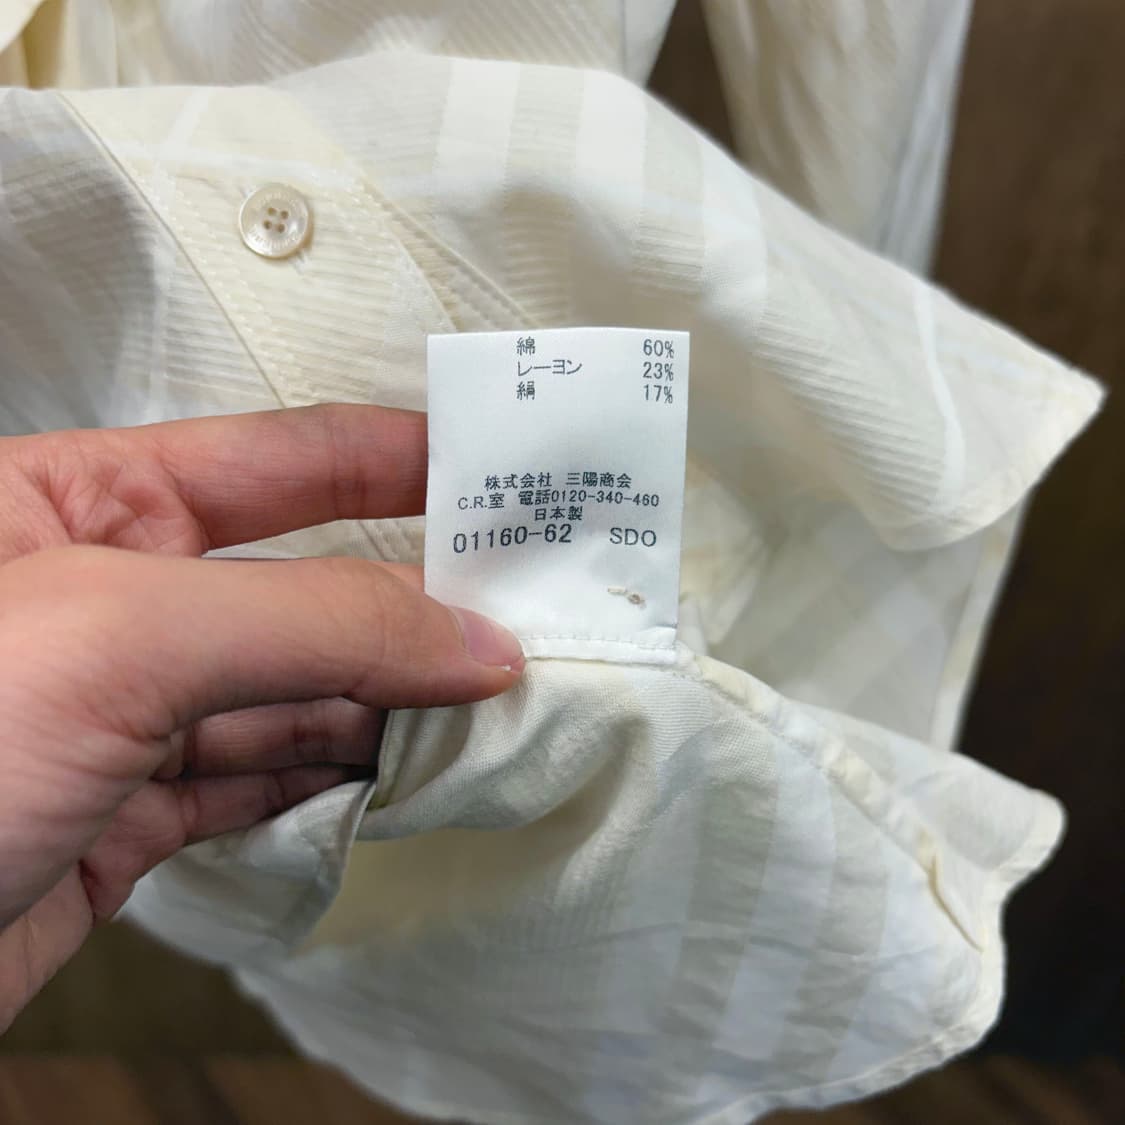 綿 60%
レーヨン 23%
絹 17%
株式会社 三陽商会
C.R.室 電話0120-340-460
日本製
01160-62 SDO